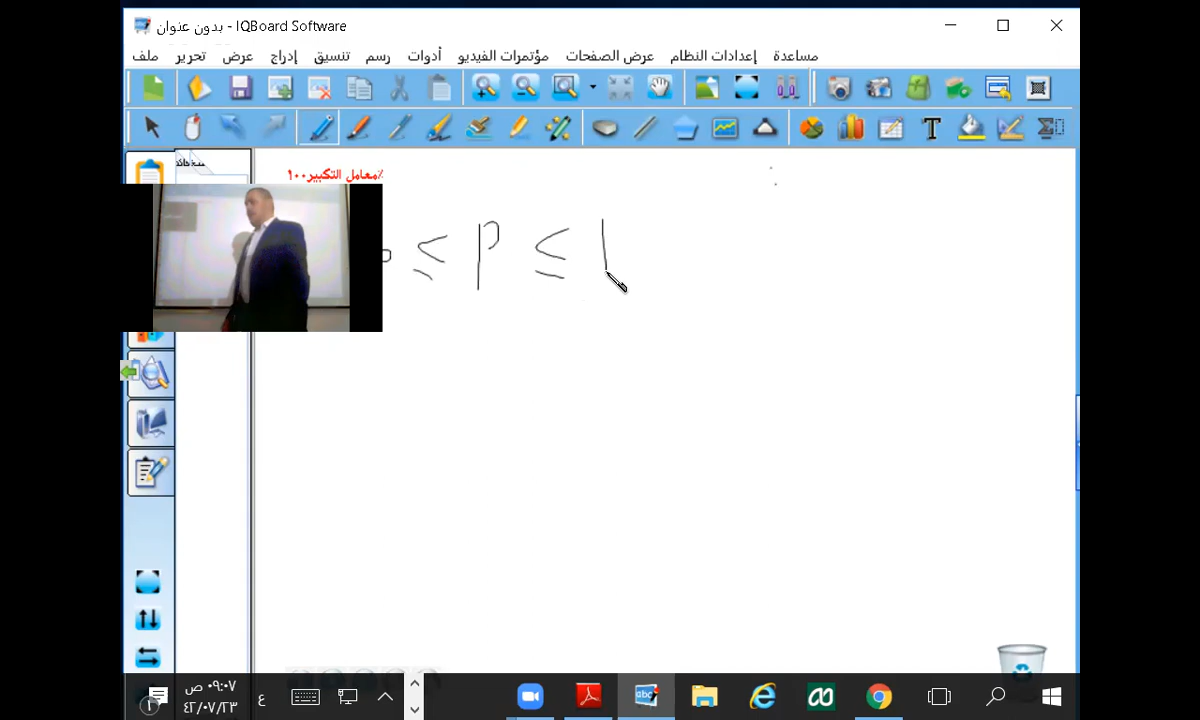 بدون عنوان - IQBoard Software
ملف تحرير عرض إدراج تنسيق رسم أدوات مؤتمرات الفيديو عرض الصفحات إعدادات النظام مساعدة
معامل التكبير١٠٠٪
0 ≤ P ≤ 1
٠٩:٠٧ ص
٤٢/٠٧/٢٣
ع